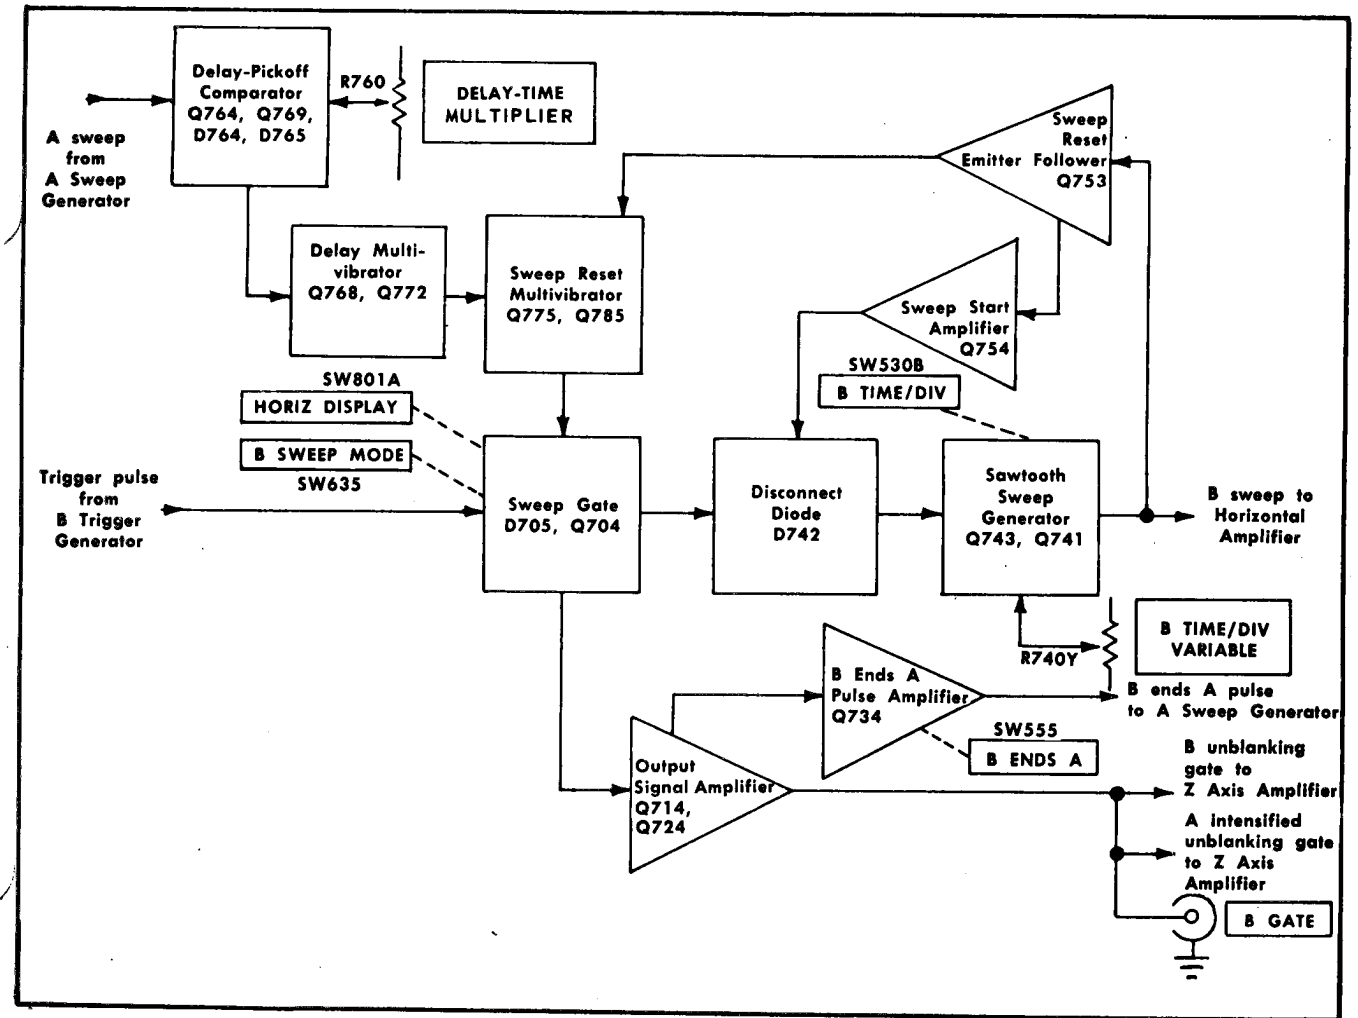 Delay-Pickoff
Comparator
Q764, Q769,
D764, D765
R760
DELAY-TIME
MULTIPLIER
A sweep
from
A Sweep
Generator
Sweep
Reset
Emitter Follower
Q753
Delay Multi-
vibrator
Q768, Q772
Sweep Reset
Multivibrator
Q775, Q785
Sweep Start
Amplifier
Q754
SW801A
HORIZ DISPLAY
B SWEEP MODE
SW635
SW530B
B TIME/DIV
Trigger pulse
from
B Trigger
Generator
Sweep Gate
D705, Q704
Disconnect
Diode
D742
Sawtooth
Sweep
Generator
Q743, Q741
B sweep to
Horizontal
Amplifier
R740Y
B TIME/DIV
VARIABLE
B Ends A
Pulse Amplifier
Q734
B ends A pulse
to A Sweep Generator
SW555
B ENDS A
Output
Signal Amplifier
Q714,
Q724
B unblanking
gate to
Z Axis Amplifier
A intensified
unblanking gate
to Z Axis
Amplifier
B GATE